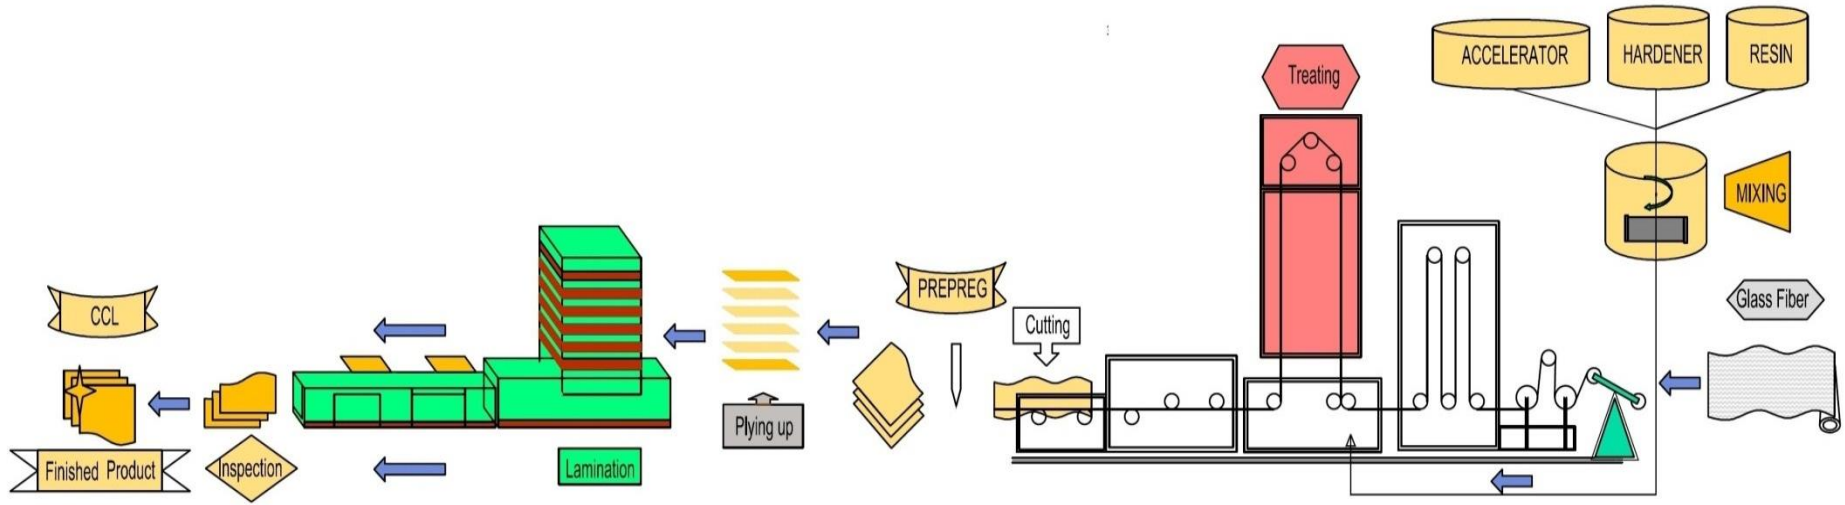 ACCELERATOR
HARDENER
RESIN
Treating
MIXING
Glass Fiber
PREPREG
Cutting
CCL
Plying up
Finished Product
Inspection
Lamination